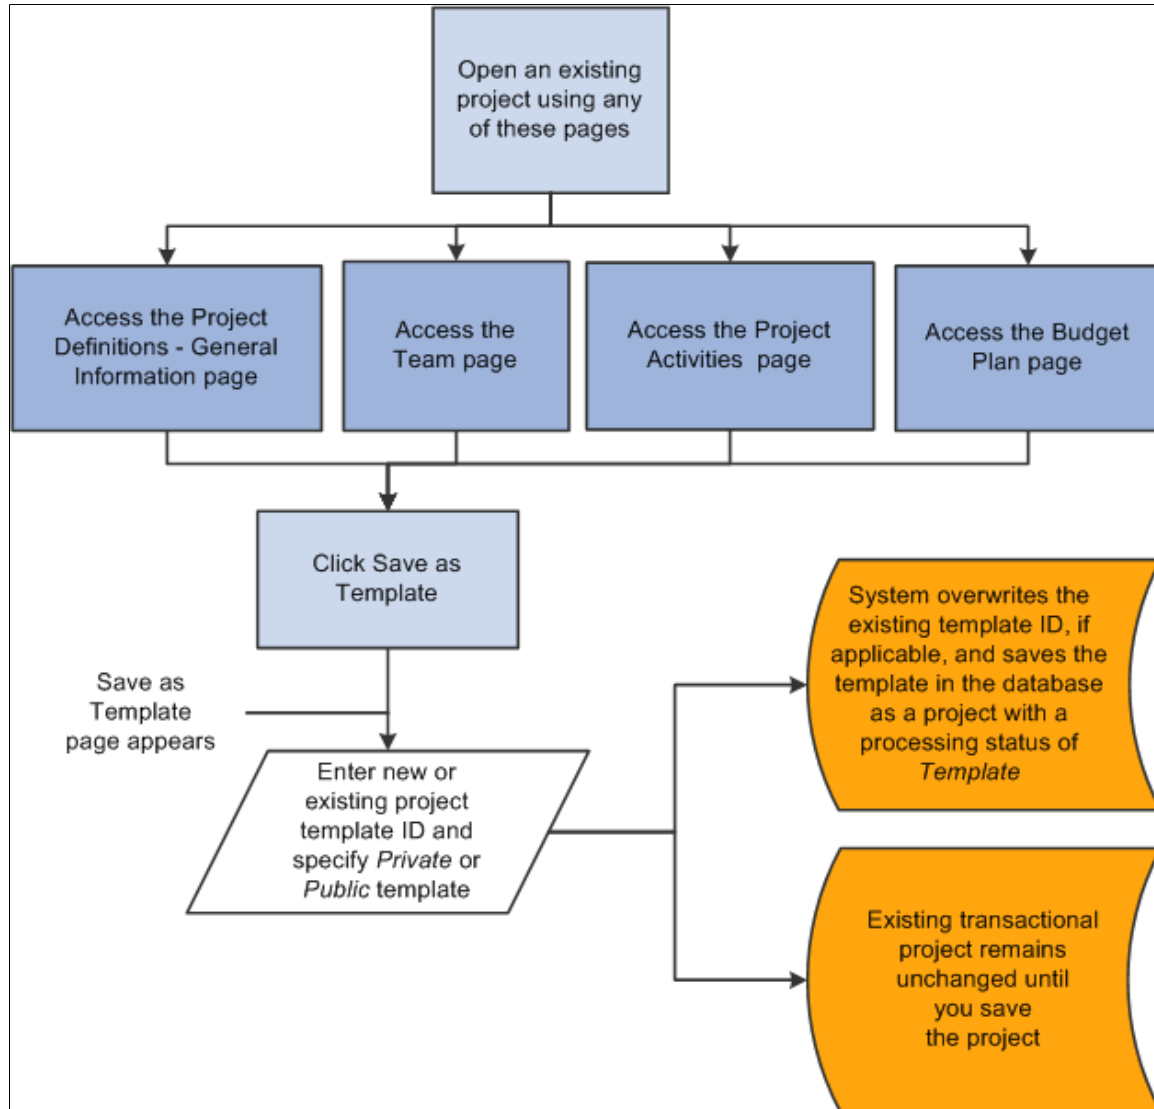 Open an existing
project using any
of these pages
Access the Project
Definitions - General
Information page
Access the
Team page
Access the Project
Activities page
Access the Budget
Plan page
Click Save as
Template
Save as
Template
page appears
Enter new or
existing project
template ID and
specify Private or
Public template
System overwrites the
existing template ID, if
applicable, and saves the
template in the database
as a project with a
processing status of
Template
Existing transactional
project remains
unchanged until
you save
the project